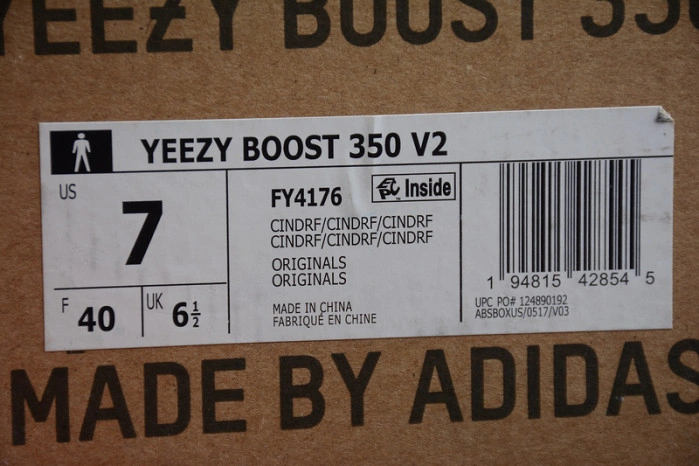 YEEZY BOOST 35
YEEZY BOOST 350 V2
US
7
F
40
UK
6½
FY4176
EPC™ Inside
CINDRF/CINDRF/CINDRF
CINDRF/CINDRF/CINDRF
ORIGINALS
ORIGINALS
MADE IN CHINA
FABRIQUÉ EN CHINE
1 94815 42854 5
UPC PO# 124890192
ABSBOXUS/0517/V03
MADE BY ADIDAS